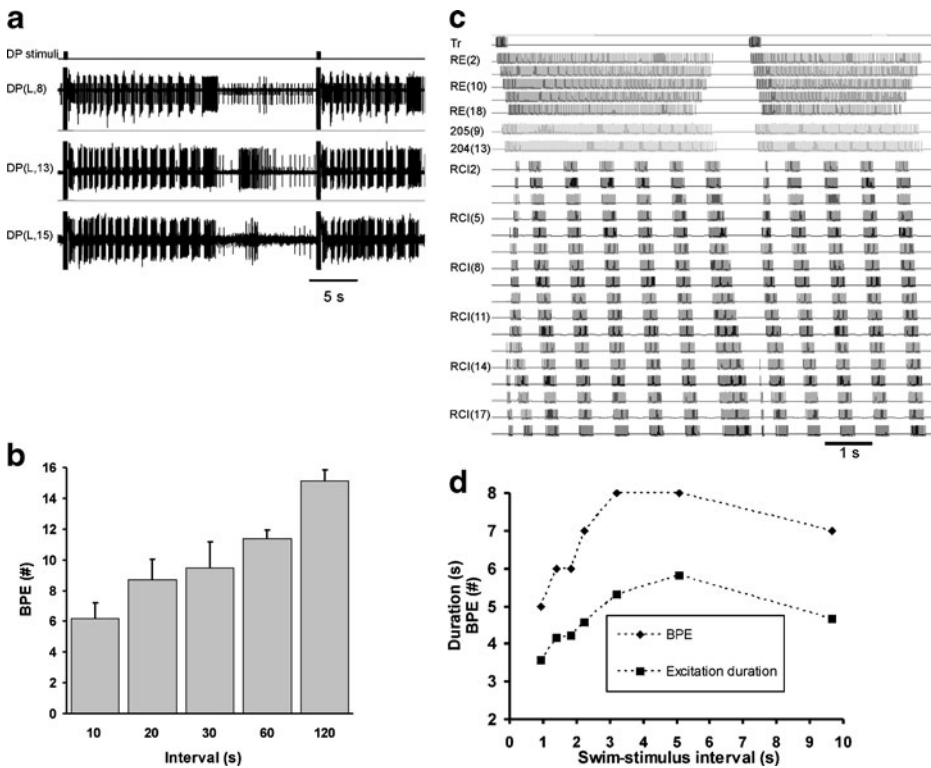 a
DP stimuli
DP(L,8)
DP(L,13)
DP(L,15)
5 s
b
BPE (#)
16
14
12
10
8
6
4
2
0
10 20 30 60 120
Interval (s)
c
Tr
RE(2)
RE(10)
RE(18)
205(9)
204(13)
RCI2)
RCI(5)
RCI(8)
RCI(11)
RCI(14)
RCI(17)
1 s
d
Duration (s)
BPE (#)
8
7
6
5
4
3
2
BPE
Excitation duration
0 1 2 3 4 5 6 7 8 9 10
Swim-stimulus interval (s)